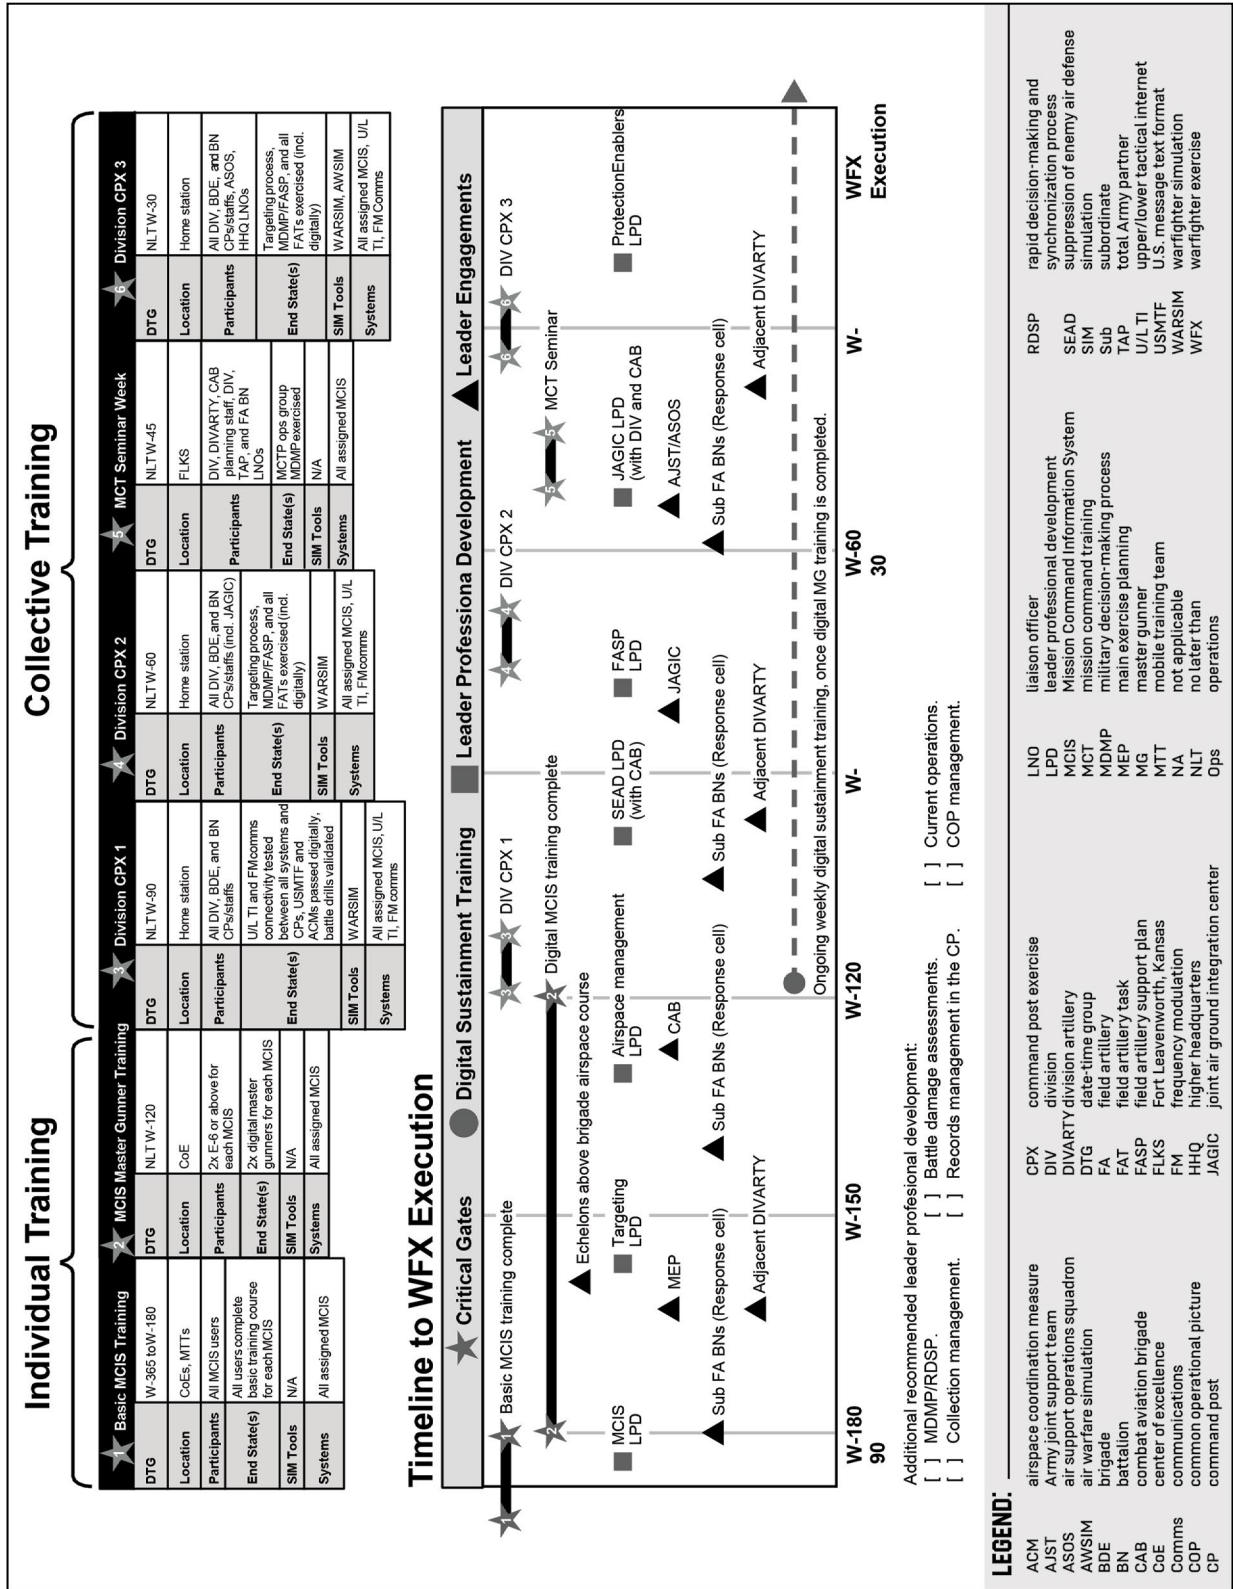 Individual Training
Collective Training
1 Basic MCIS Training
DTG
W-365 toW-180
Location
CoEs, MTTs
Participants
All MCIS users
End State(s)
All users complete
basic training course
for each MCIS
SIM Tools
N/A
Systems
All assigned MCIS
2 MCIS Master Gunner Training
DTG
NLT W-120
Location
CoE
Participants
2x E-6 or above for
each MCIS
End State(s)
2x digital master
gunners for each MCIS
SIM Tools
N/A
Systems
All assigned MCIS
3 Division CPX 1
DTG
NLT W-90
Location
Home station
Participants
All DIV, BDE, and BN
CPs/staffs
End State(s)
U/L TI and FMcomms
connectivity tested
between all systems and
CPs, USMTF and
ACMs passed digitally,
battle drills validated
SIM Tools
WARSIM
Systems
All assigned MCIS, U/L
TI, FM comms
4 Division CPX 2
DTG
NLT W-60
Location
Home station
Participants
All DIV, BDE, and BN
CPs/staffs (incl. JAGIC)
End State(s)
Targeting process,
MDMP/FASP, and all
FATs exercised (incl.
digitally)
SIM Tools
WARSIM
Systems
All assigned MCIS, U/L
TI, FMcomms
5 MCT Seminar Week
DTG
NLT W-45
Location
FLKS
Participants
DIV, DIVARTY, CAB
planning staff, DIV,
TAP, and FA BN
LNOs
End State(s)
MCTP ops group
MDMP exercised
SIM Tools
N/A
Systems
All assigned MCIS
6 Division CPX 3
DTG
NLT W-30
Location
Home station
Participants
All DIV, BDE, and BN
CPs/staffs, ASOS,
HHQ LNOs
End State(s)
Targeting process,
MDMP/FASP, and all
FATs exercised (incl.
digitally)
SIM Tools
WARSIM, AWSIM
Systems
All assigned MCIS, U/L
TI, FM Comms
Timeline to WFX Execution
Critical Gates
Digital Sustainment Training
Leader Professiona Development
Leader Engagements
1 1 Basic MCIS training complete
3 3 DIV CPX 1
4 4 DIV CPX 2
6 6 DIV CPX 3
2 2 Digital MCIS training complete
5 5 MCT Seminar
Echelons above brigade airspace course
MCIS
LPD
Targeting
LPD
Airspace management
LPD
SEAD LPD
(with CAB)
FASP
LPD
JAGIC LPD
(with DIV and CAB)
ProtectionEnablers
LPD
MEP
CAB
JAGIC
AJST/ASOS
Sub FA BNs (Response cell)
Sub FA BNs (Response cell)
Sub FA BNs (Response cell)
Sub FA BNs (Response cell)
Adjacent DIVARTY
Adjacent DIVARTY
Adjacent DIVARTY
Ongoing weekly digital sustainment training, once digital MG training is completed.
W-180
90
W-150
W-120
W-
W-60
30
W-
WFX
Execution
Additional recommended leader profesional development:
[ ] MDMP/RDSP.
[ ] Battle damage assessments.
[ ] Current operations.
[ ] Collection management.
[ ] Records management in the CP.
[ ] COP management.
LEGEND:
ACM airspace coordination measure
AJST Army joint support team
ASOS air support operations squadron
AWSIM air warfare simulation
BDE brigade
BN battalion
CAB combat aviation brigade
CoE center of excellence
Comms communications
COP common operational picture
CP command post
CPX command post exercise
DIV division
DIVARTY division artillery
DTG date-time group
FA field artillery
FAT field artillery task
FASP field artillery support plan
FLKS Fort Leavenworth, Kansas
FM frequency modulation
HHQ higher headquarters
JAGIC joint air ground integration center
LNO liaison officer
LPD leader professional development
MCIS Mission Command Information System
MCT mission command training
MDMP military decision-making process
MEP main exercise planning
MG master gunner
MTT mobile training team
NA not applicable
NLT no later than
Ops operations
RDSP rapid decision-making and
synchronization process
SEAD suppression of enemy air defense
SIM simulation
Sub subordinate
TAP total Army partner
U/L TI upper/lower tactical internet
USMTF U.S. message text format
WARSIM warfighter simulation
WFX warfighter exercise